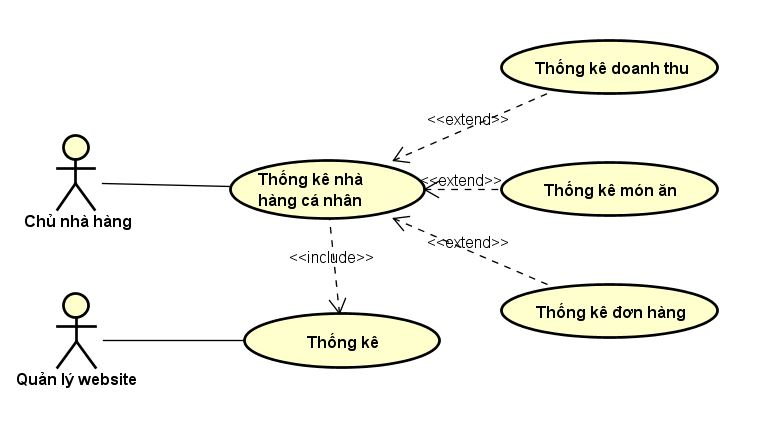 Thống kê doanh thu
<<extend>>
Thống kê nhà
hàng cá nhân
<<extend>>
Thống kê món ăn
Chủ nhà hàng
<<extend>>
<<include>>
Thống kê đơn hàng
Thống kê
Quản lý website